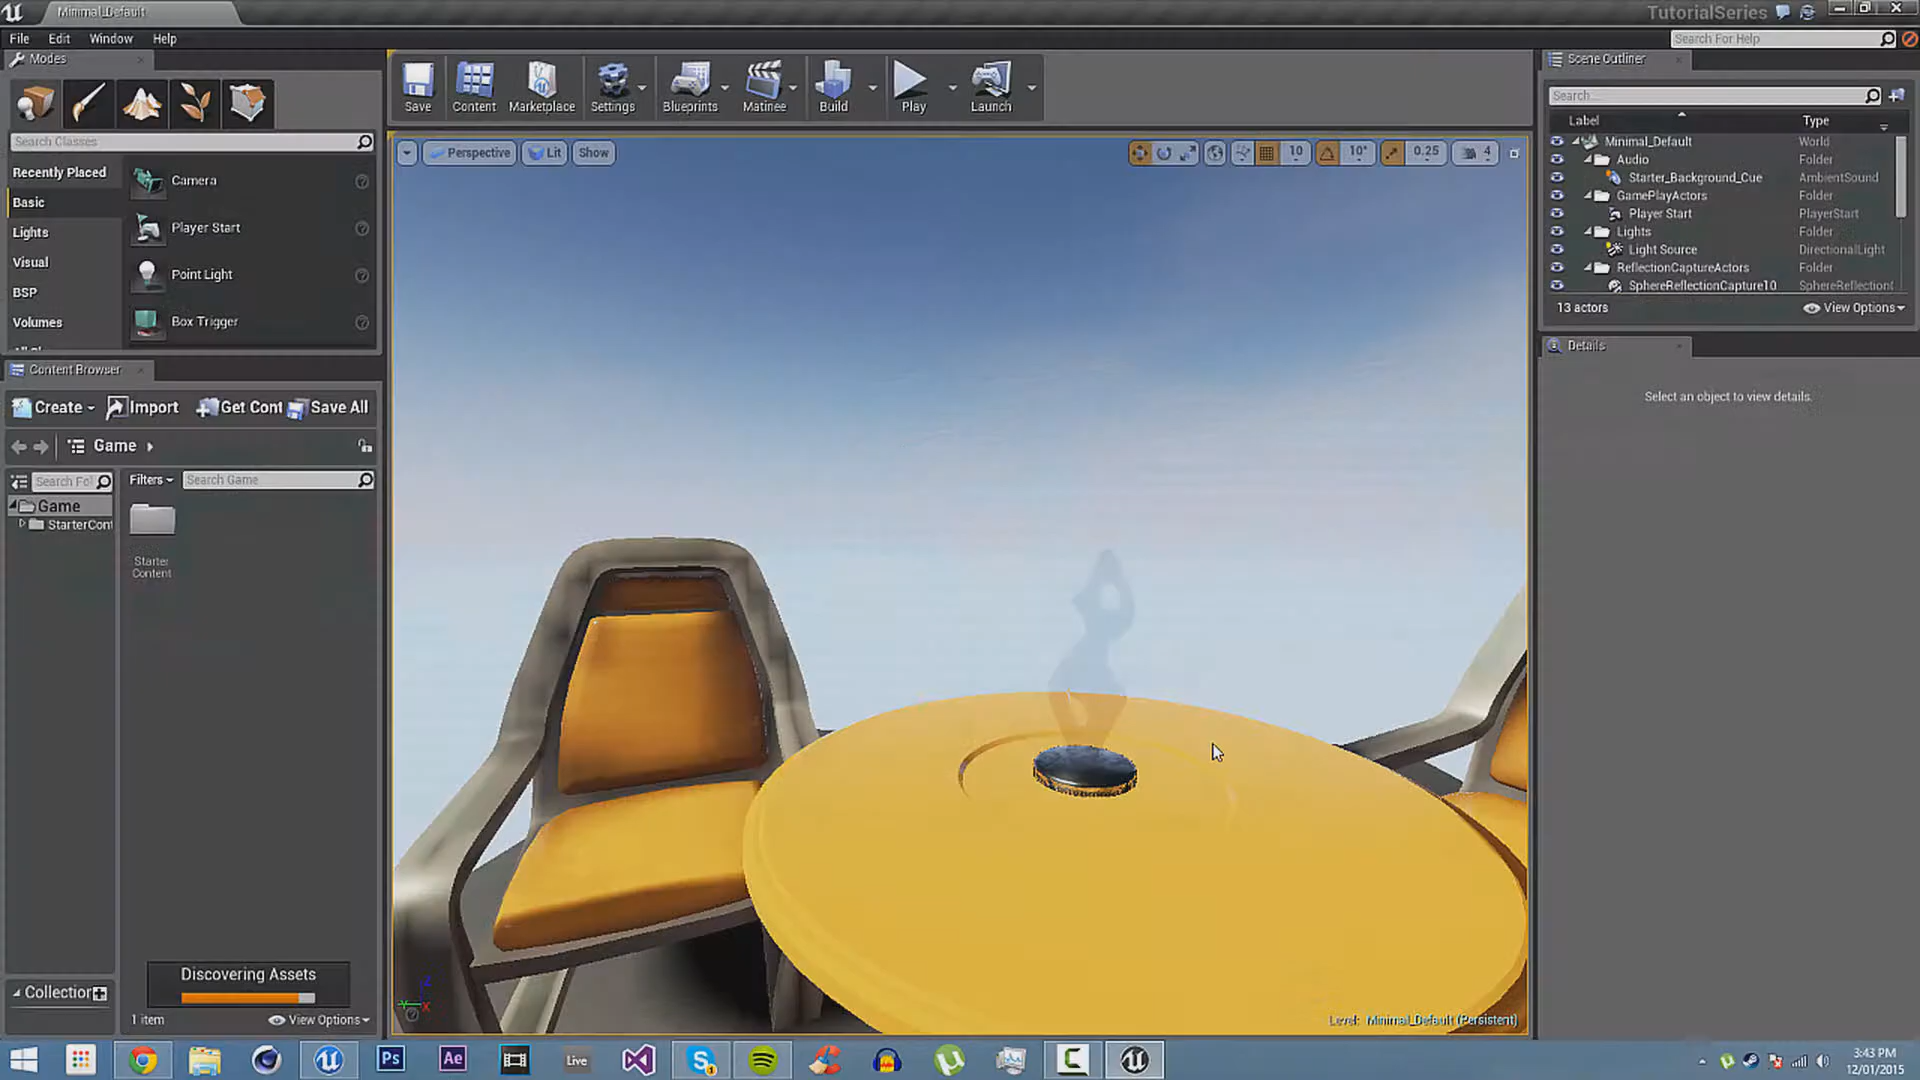 Minimal_Default
TutorialSeries
File Edit Window Help
Search For Help
Modes
Search Classes
Recently Placed
Basic
Lights
Visual
BSP
Volumes
Camera
Player Start
Point Light
Box Trigger
Save Content Marketplace Settings Blueprints Matinee Build Play Launch
Perspective Lit Show
10 10° 0.25 4
Level: Minimal_Default (Persistent)
Scene Outliner
Search...
Label Type
Minimal_Default World
Audio Folder
Starter_Background_Cue AmbientSound
GamePlayActors Folder
Player Start PlayerStart
Lights Folder
Light Source DirectionalLight
ReflectionCaptureActors Folder
SphereReflectionCapture10 SphereReflection
13 actors View Options
Details
Select an object to view details.
Content Browser
Create Import Get Cont Save All
Game
Search Fol
Filters Search Game
Game
StarterCont
Starter
Content
Discovering Assets
Collection
1 item View Options
Z
Y X
Ps Ae Live
3:43 PM
12/01/2015